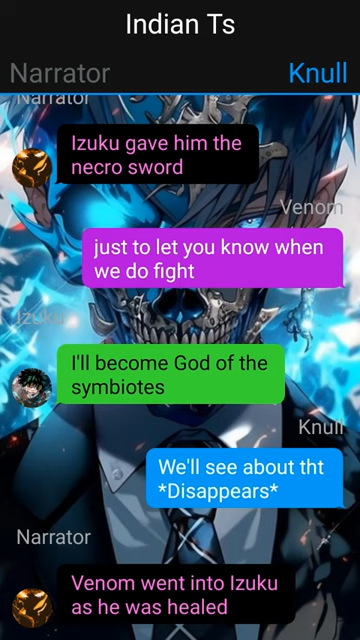 Indian Ts
Narrator
Knull
Narrator
Izuku gave him the
necro sword
Venom
just to let you know when
we do fight
Izuku
I'll become God of the
symbiotes
Knull
We'll see about tht
*Disappears*
Narrator
Venom went into Izuku
as he was healed